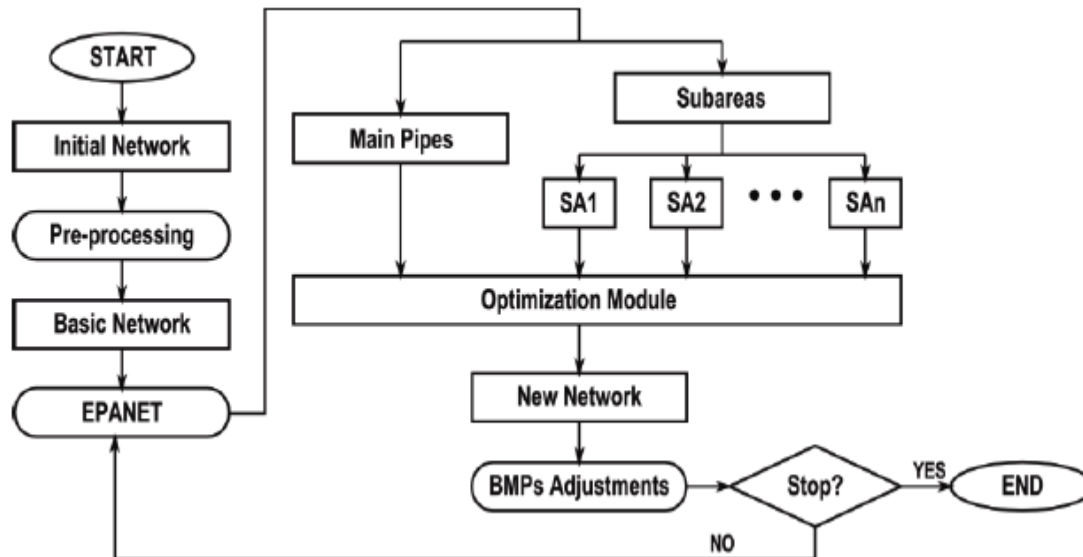 START
Initial Network
Pre-processing
Basic Network
EPANET
Main Pipes
Subareas
SA1
SA2
• • •
SAn
Optimization Module
New Network
BMPs Adjustments
Stop?
YES
END
NO